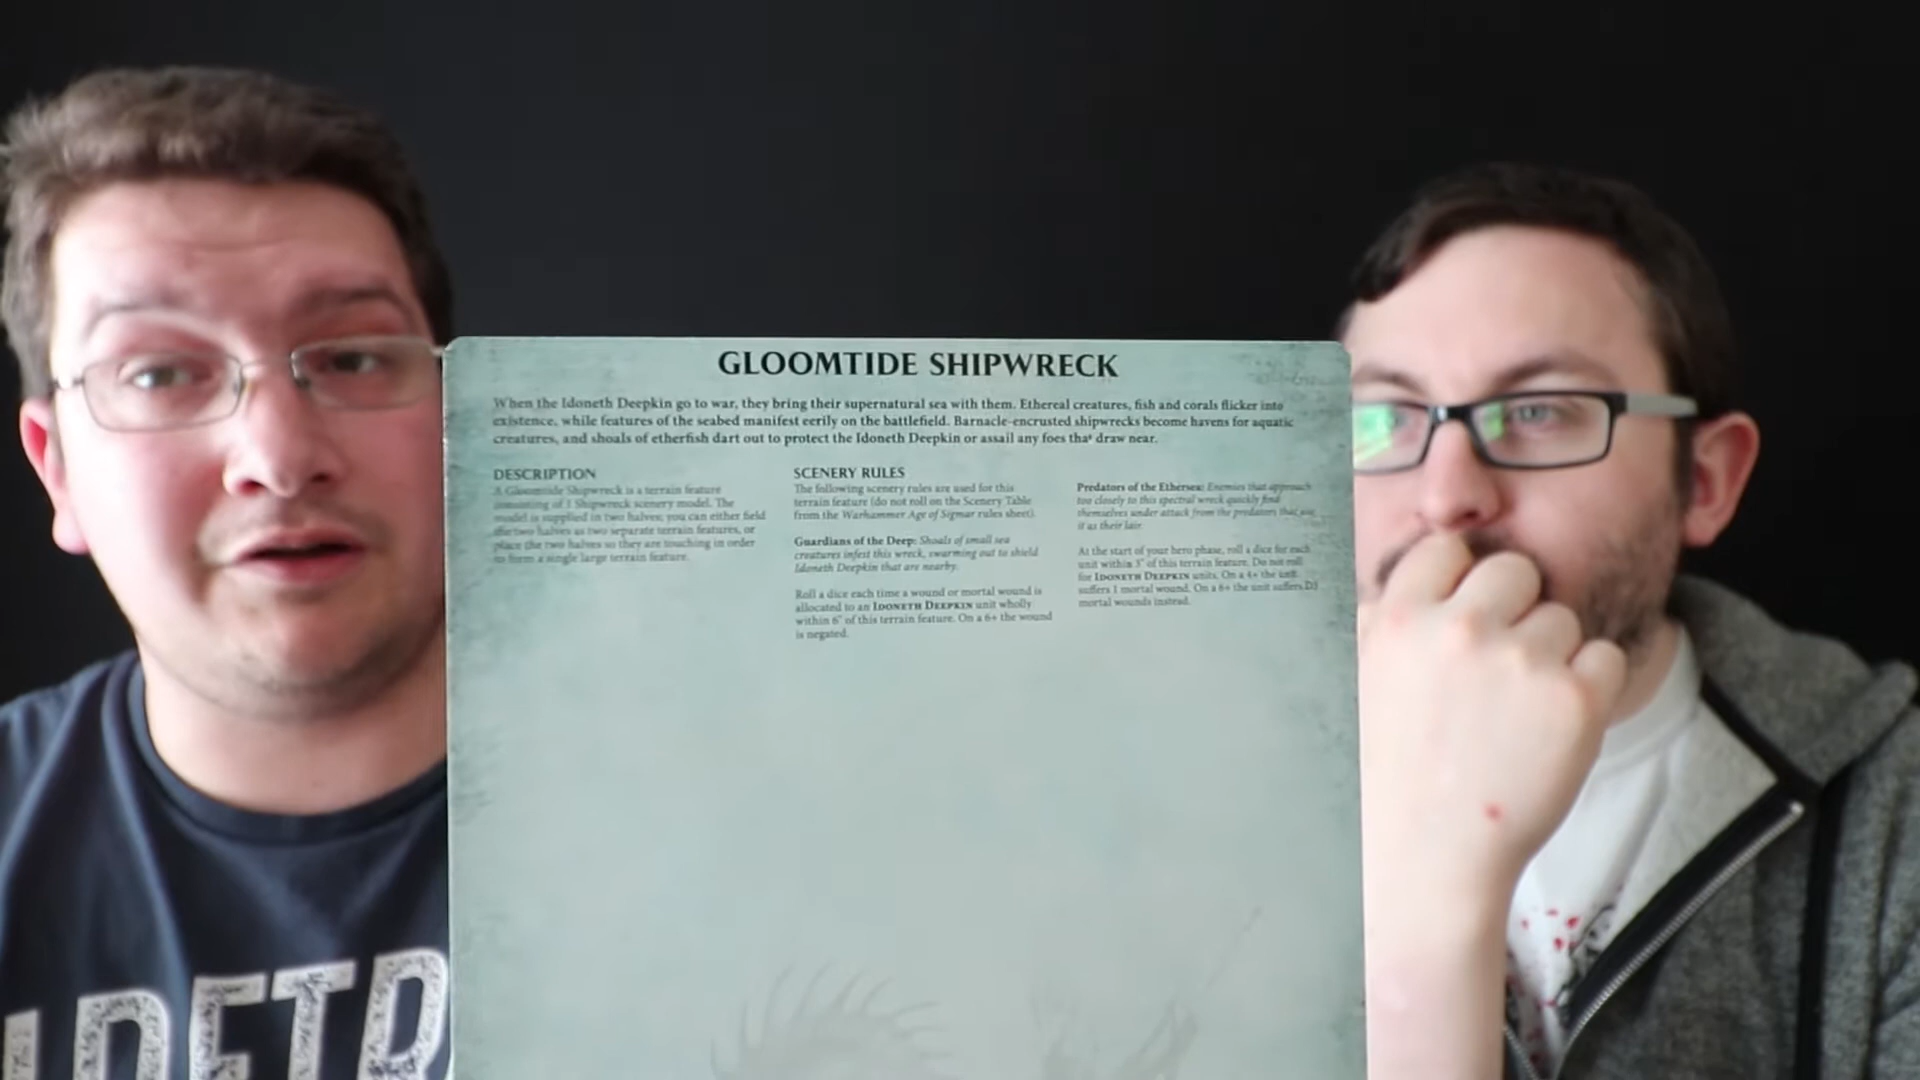 GLOOMTIDE SHIPWRECK
When the Idoneth Deepkin go to war, they bring their supernatural sea with them. Ethereal creatures, fish and corals flicker into
existence, while features of the seabed manifest eerily on the battlefield. Barnacle-encrusted shipwrecks become havens for aquatic
creatures, and shoals of etherfish dart out to protect the Idoneth Deepkin or assail any foes that draw near.
DESCRIPTION
A Gloomtide Shipwreck is a terrain feature
consisting of 1 Shipwreck scenery model. The
model is supplied in two halves; you can either field
the two halves as two separate terrain features, or
place the two halves so they are touching in order
to form a single large terrain feature.
SCENERY RULES
The following scenery rules are used for this
terrain feature (do not roll on the Scenery Table
from the Warhammer Age of Sigmar rules sheet).
Guardians of the Deep: Shoals of small sea
creatures infest this wreck, swarming out to shield
Idoneth Deepkin that are nearby.
Roll a dice each time a wound or mortal wound is
allocated to an IDONETH DEEPKIN unit wholly
within 6" of this terrain feature. On a 6+ the wound
is negated.
Predators of the Ethersea: Enemies that approach
too closely to this spectral wreck quickly find
themselves under attack from the predators that use
it as their lair.
At the start of your hero phase, roll a dice for each
unit within 3" of this terrain feature. Do not roll
for IDONETH DEEPKIN units. On a 4+ the unit
suffers 1 mortal wound. On a 6+ the unit suffers D3
mortal wounds instead.